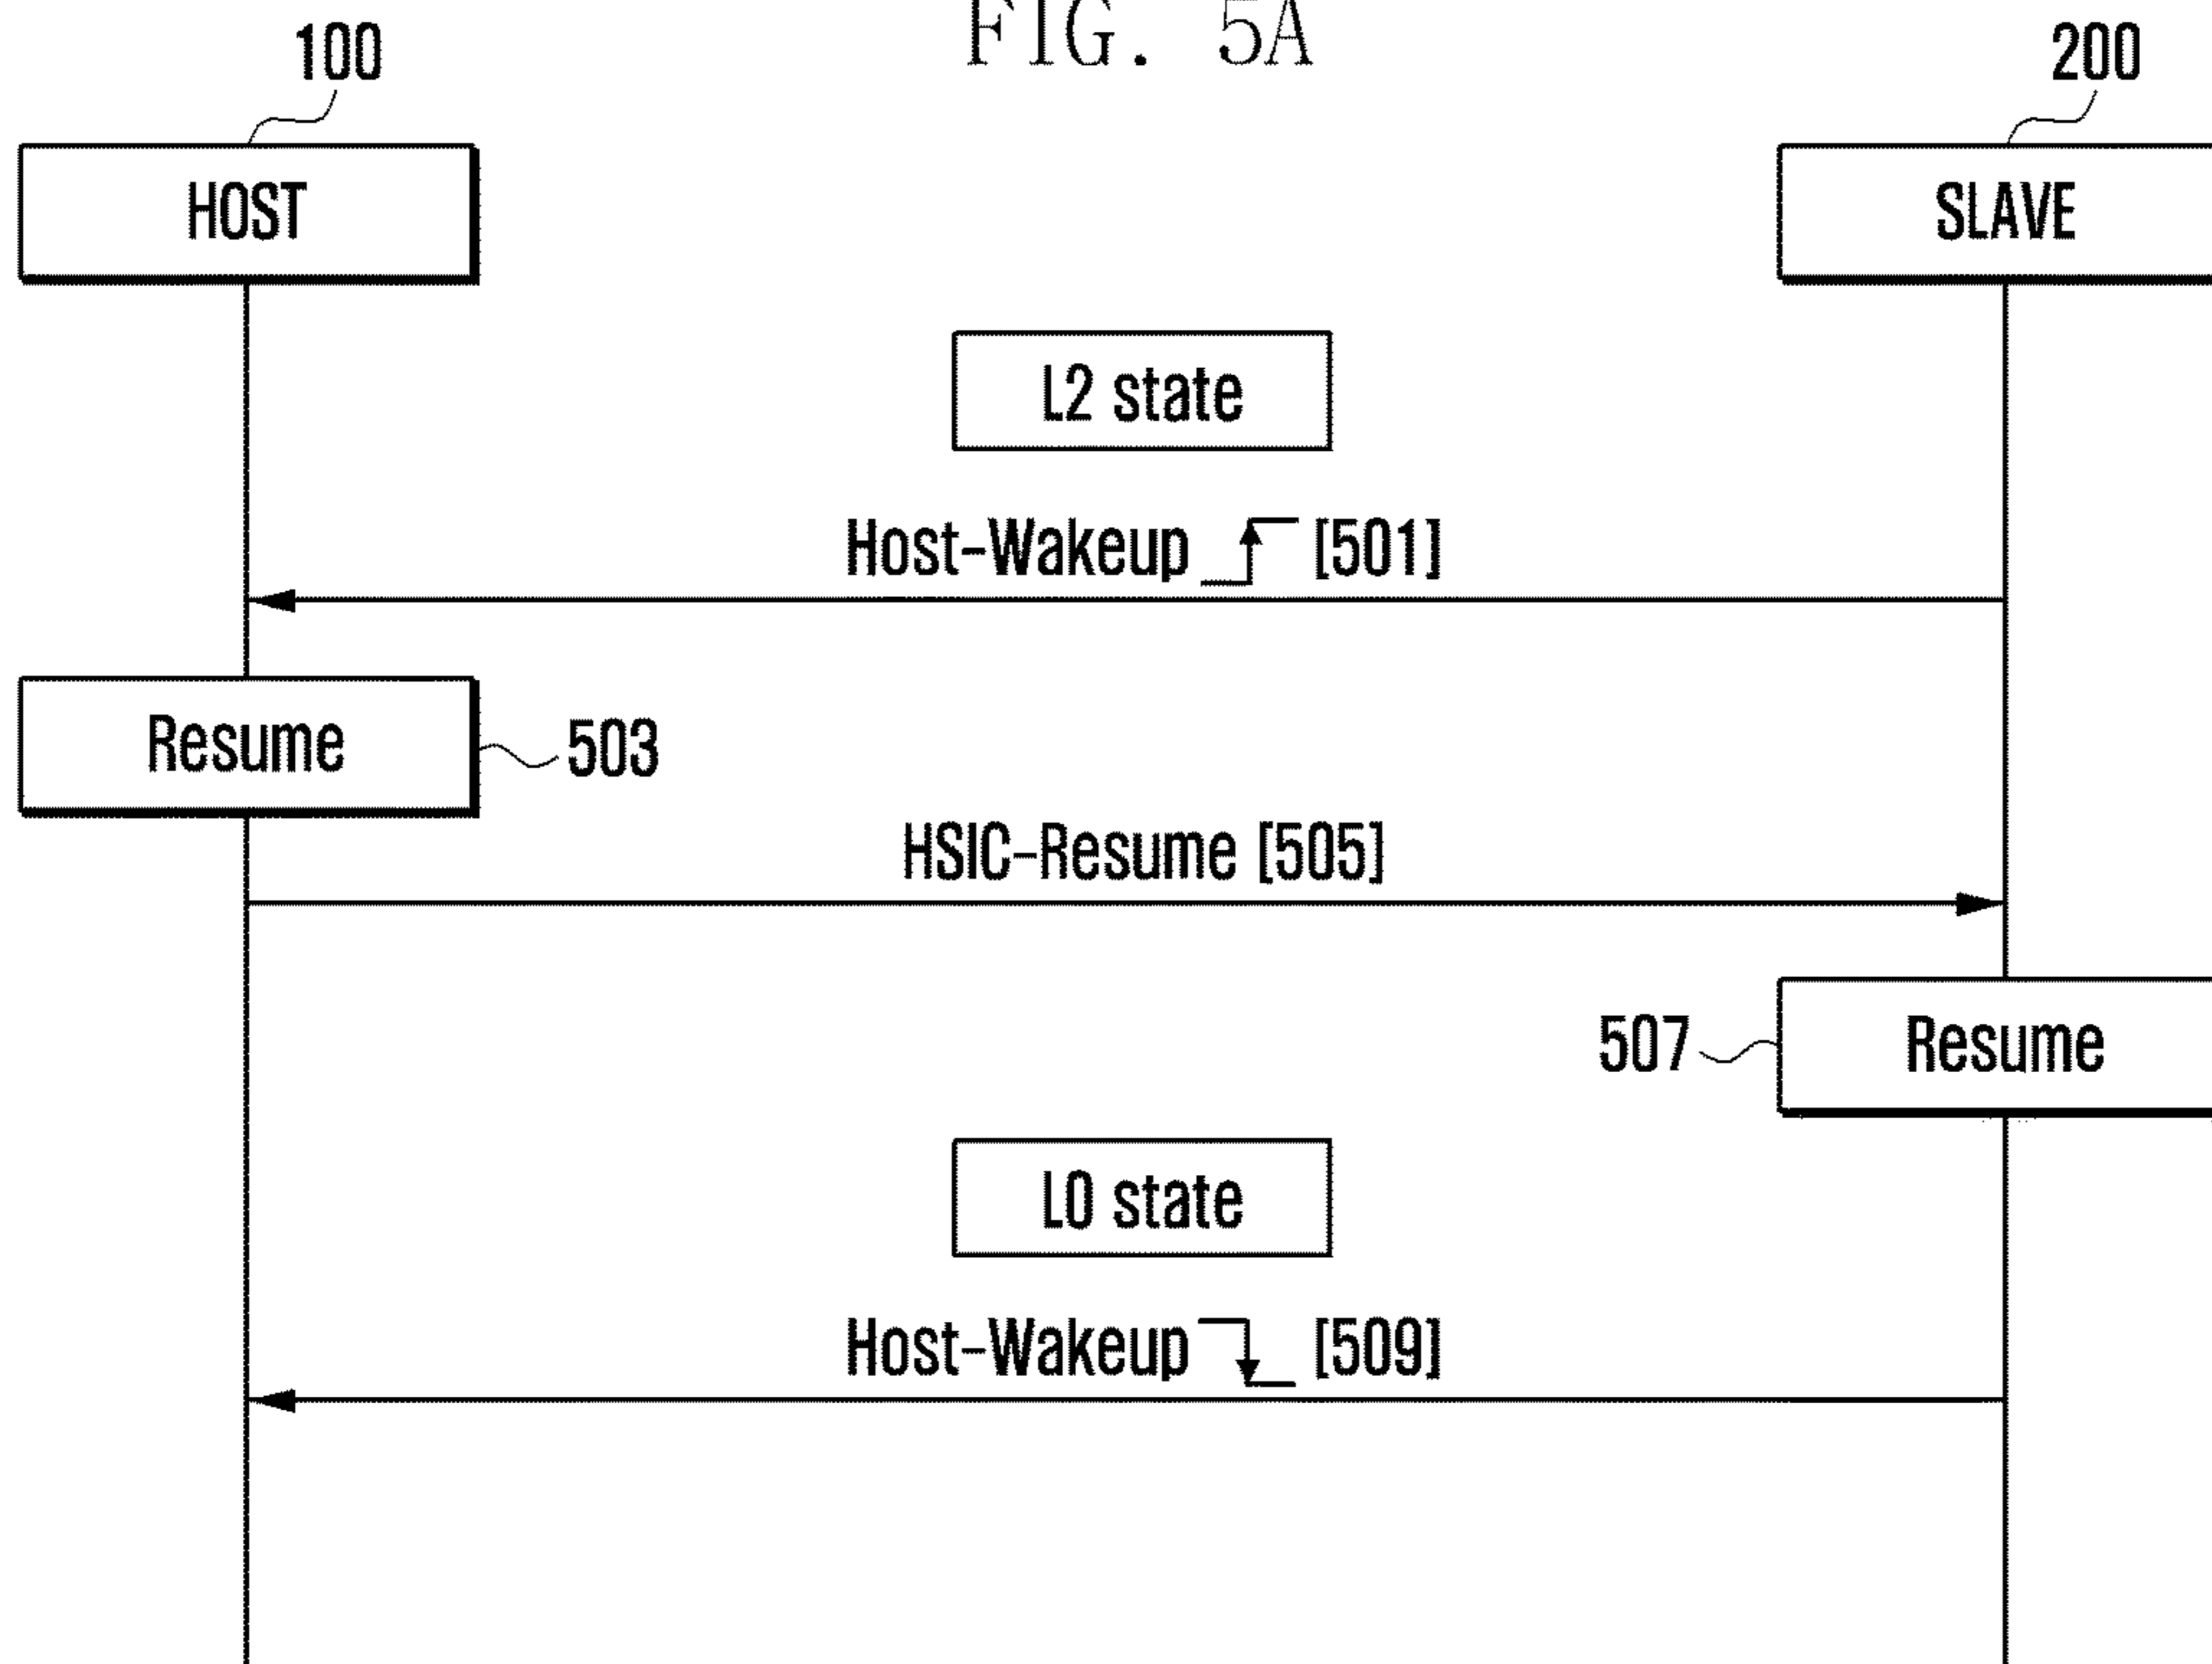 FIG. 5A
100
200
HOST
SLAVE
L2 state
Host-Wakeup [501]
Resume
503
HSIC-Resume [505]
507
Resume
L0 state
Host-Wakeup [509]